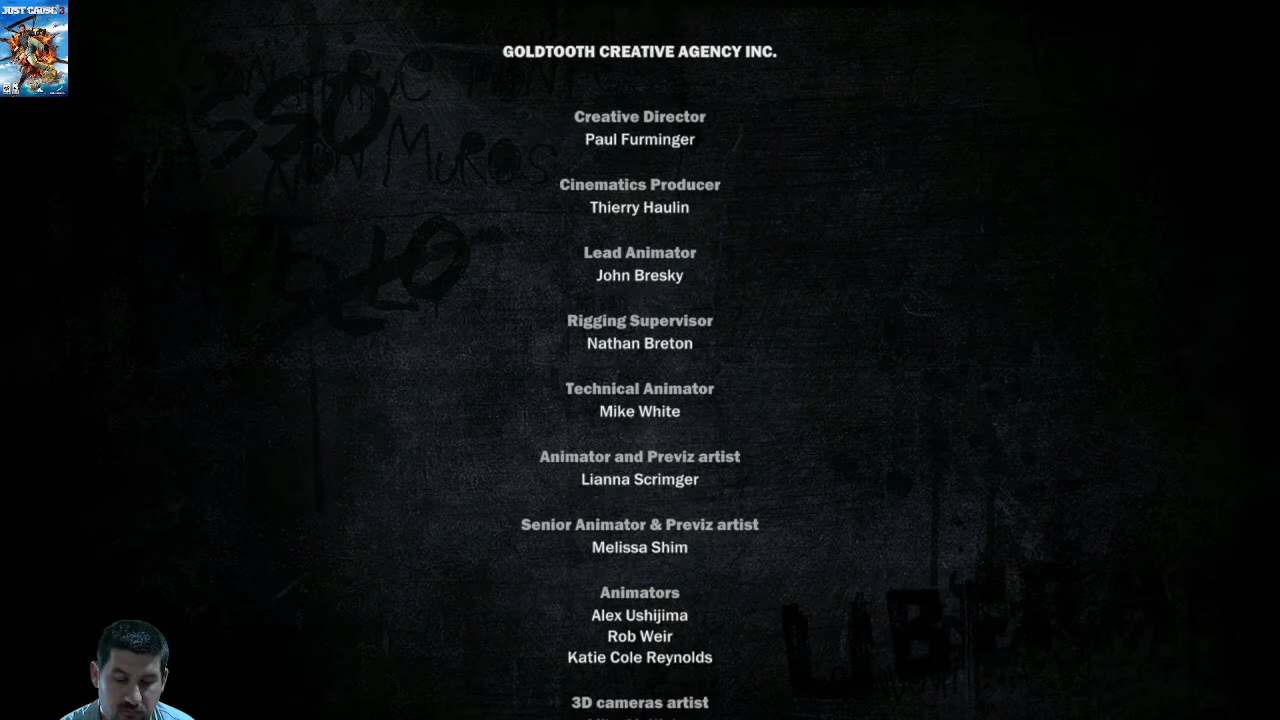 JUST CAUSE 3
GOLDTOOTH CREATIVE AGENCY INC.
Creative Director
Paul Furminger
Cinematics Producer
Thierry Haulin
Lead Animator
John Bresky
Rigging Supervisor
Nathan Breton
Technical Animator
Mike White
Animator and Previz artist
Lianna Scrimger
Senior Animator & Previz artist
Melissa Shim
Animators
Alex Ushijima
Rob Weir
Katie Cole Reynolds
3D cameras artist
MUROS